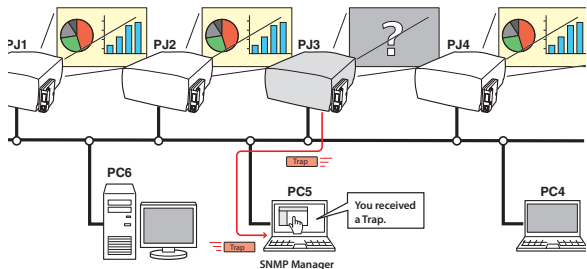 PJ1
PJ2
PJ3
PJ4
?
Trap
PC6
PC5
PC4
You received
a Trap.
Trap
SNMP Manager